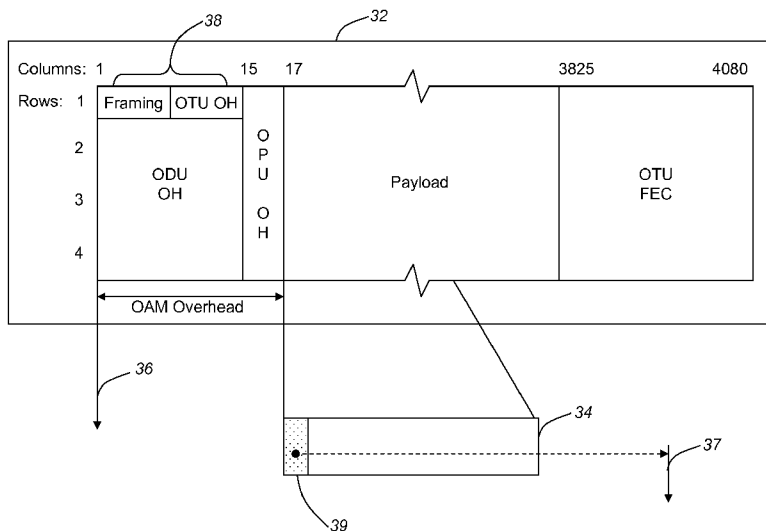 38
32
Columns: 1 15 17 3825 4080
Rows: 1 Framing OTU OH
2
3
4
ODU
OH
O
P
U
O
H
Payload
OTU
FEC
OAM Overhead
36
34
37
39